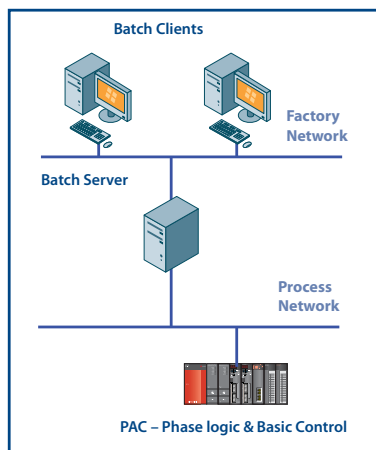 Batch Clients
Factory
Network
Batch Server
Process
Network
PAC – Phase logic & Basic Control